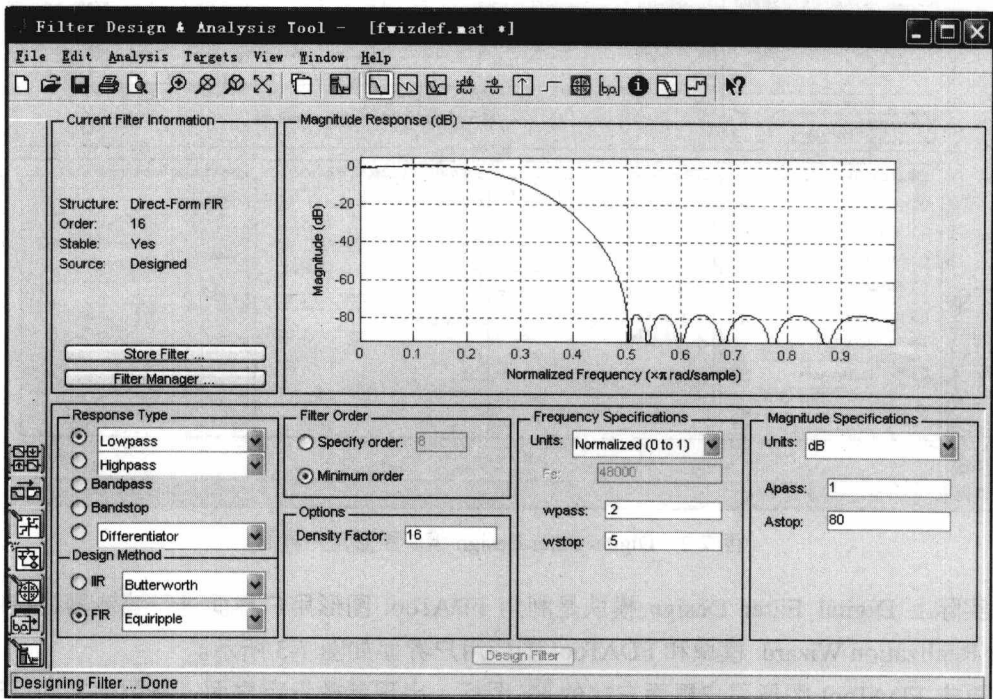 Filter Design & Analysis Tool - [fwizdef.mat *]
File Edit Analysis Targets View Window Help
Current Filter Information
Structure: Direct-Form FIR
Order: 16
Stable: Yes
Source: Designed
Store Filter ...
Filter Manager ...
Magnitude Response (dB)
Magnitude (dB)
0
-20
-40
-60
-80
0 0.1 0.2 0.3 0.4 0.5 0.6 0.7 0.8 0.9
Normalized Frequency (×π rad/sample)
Response Type
Lowpass
Highpass
Bandpass
Bandstop
Differentiator
Design Method
IIR Butterworth
FIR Equiripple
Filter Order
Specify order: 8
Minimum order
Options
Density Factor: 16
Frequency Specifications
Units: Normalized (0 to 1)
Fs: 48000
wpass: .2
wstop: .5
Magnitude Specifications
Units: dB
Apass: 1
Astop: 80
Design Filter
Designing Filter ... Done